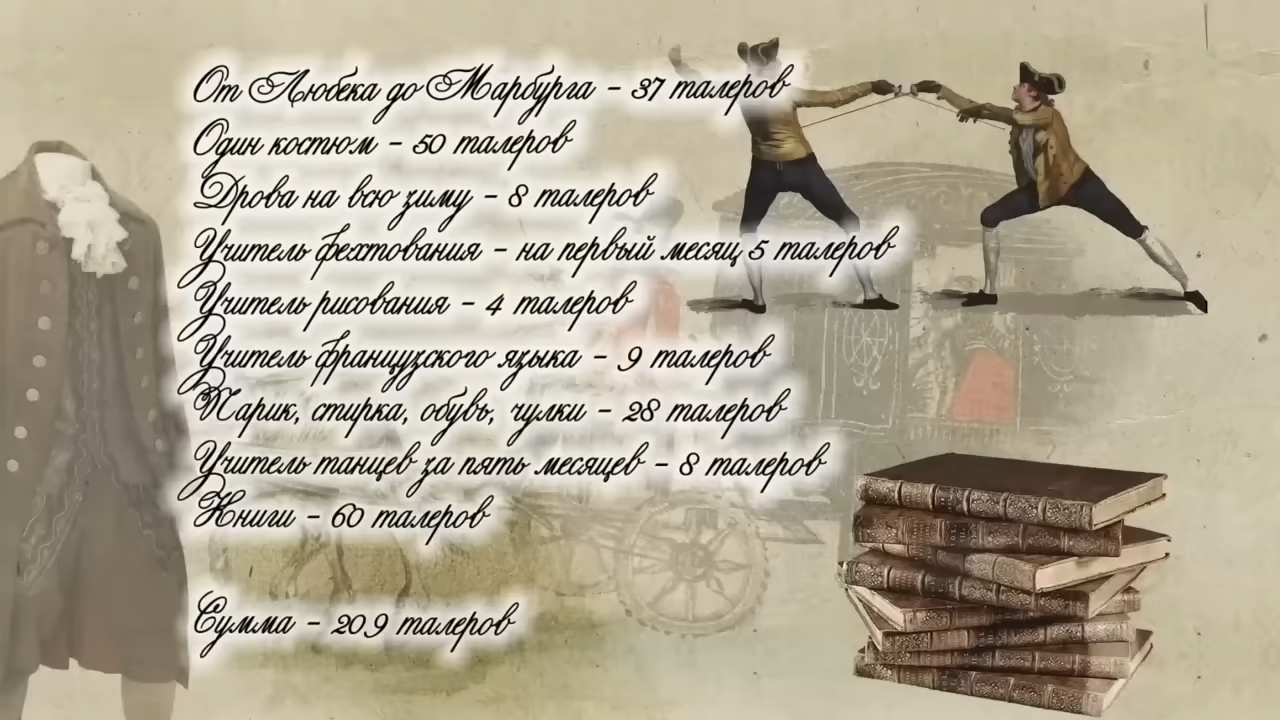 От Любека до Марбурга - 37 талеров
Один костюм - 50 талеров
Дрова на всю зиму - 8 талеров
Учитель фехтования - на первый месяц 5 талеров
Учитель рисования - 4 талеров
Учитель французского языка - 9 талеров
Парик, стирка, обувь, чулки - 28 талеров
Учитель танцев за пять месяцев - 8 талеров
Книги - 60 талеров
Сумма - 209 талеров